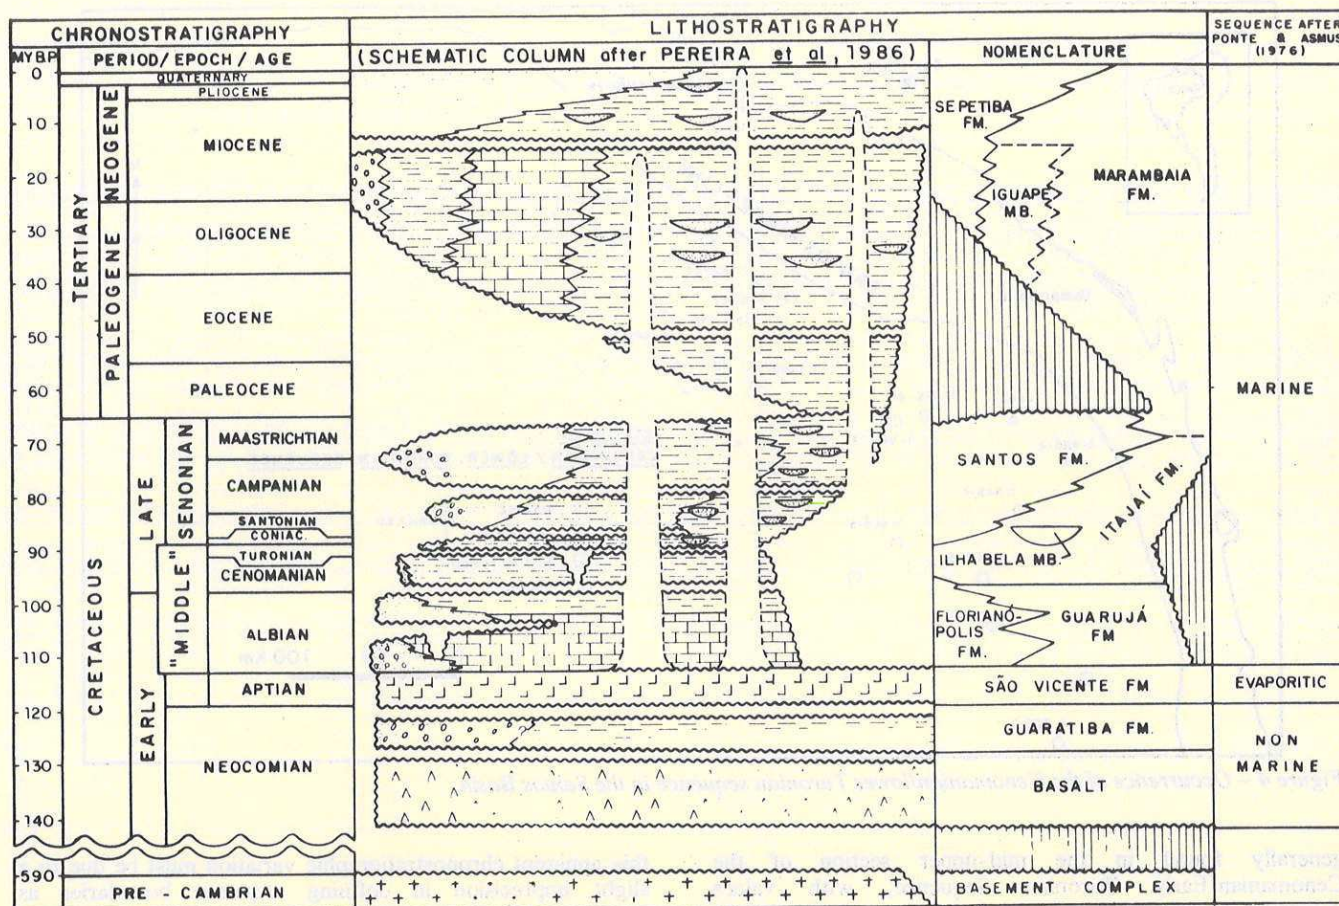 CHRONOSTRATIGRAPHY
LITHOSTRATIGRAPHY
SEQUENCE AFTER
PONTE & ASMUS
(1976)
MYBP
PERIOD/EPOCH/AGE
(SCHEMATIC COLUMN after PEREIRA et al, 1986)
NOMENCLATURE
0
10
20
30
40
50
60
70
80
90
100
110
120
130
140
590
TERTIARY
CRETACEOUS
NEOGENE
PALEOGENE
LATE
"MIDDLE"
EARLY
SENONIAN
QUATERNARY
PLIOCENE
MIOCENE
OLIGOCENE
EOCENE
PALEOCENE
MAASTRICHTIAN
CAMPANIAN
SANTONIAN
CONIAC.
TURONIAN
CENOMANIAN
ALBIAN
APTIAN
NEOCOMIAN
PRE CAMBRIAN
SEPETIBA
FM.
IGUAPE
MB.
MARAMBAIA
FM.
SANTOS FM.
ITAJAÍ FM.
ILHA BELA MB.
FLORIANÓ-
POLIS
FM.
GUARUJÁ
FM
SÃO VICENTE FM
GUARATIBA FM.
BASALT
BASEMENT COMPLEX
MARINE
EVAPORITIC
NON
MARINE